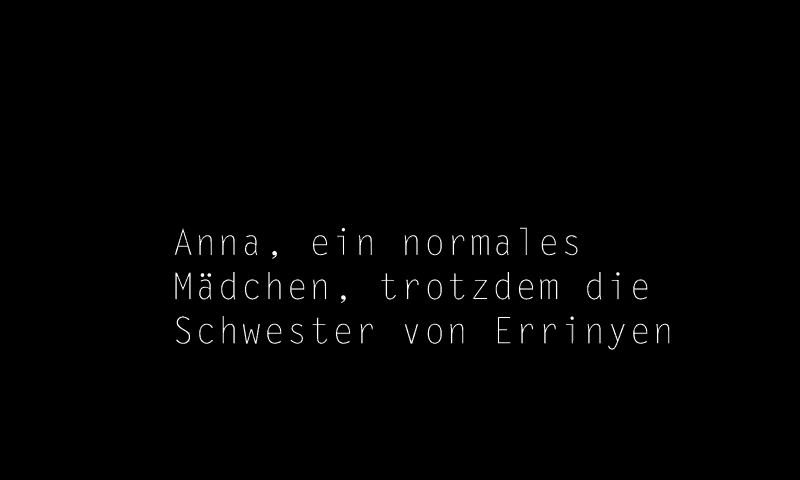 Anna, ein normales
Mädchen, trotzdem die
Schwester von Errinyen